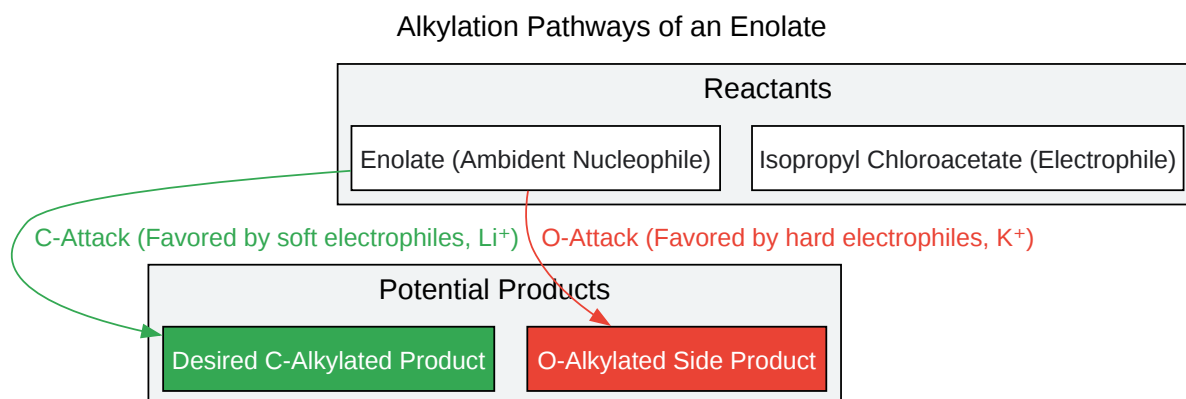 Alkylation Pathways of an Enolate
Reactants
Enolate (Ambident Nucleophile)
Isopropyl Chloroacetate (Electrophile)
C-Attack (Favored by soft electrophiles, Li⁺)
O-Attack (Favored by hard electrophiles, K⁺)
Potential Products
Desired C-Alkylated Product
O-Alkylated Side Product